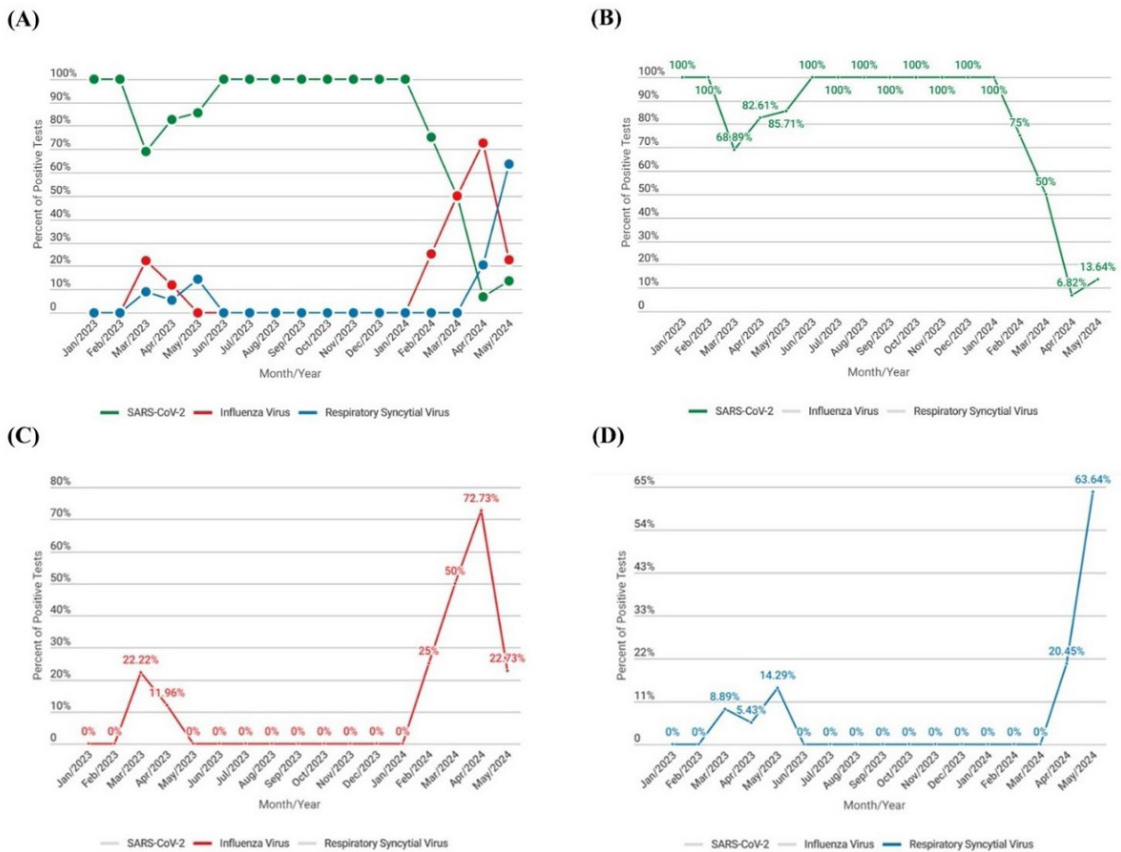 (A)
100%
90%
80%
70%
60%
50%
40%
30%
20%
10%
0
Percent of Positive Tests
Jan/2023
Feb/2023
Mar/2023
Apr/2023
May/2023
Jun/2023
Jul/2023
Aug/2023
Sep/2023
Oct/2023
Nov/2023
Dec/2023
Jan/2024
Feb/2024
Mar/2024
Apr/2024
May/2024
Month/Year
SARS-CoV-2 Influenza Virus Respiratory Syncytial Virus
(B)
100%
90%
80%
70%
60%
50%
40%
30%
20%
10%
0
Percent of Positive Tests
100%
100%
68.89%
82.61%
85.71%
100%
100%
100%
100%
100%
100%
100%
100%
75%
50%
6.82%
13.64%
Jan/2023
Feb/2023
Mar/2023
Apr/2023
May/2023
Jun/2023
Jul/2023
Aug/2023
Sep/2023
Oct/2023
Nov/2023
Dec/2023
Jan/2024
Feb/2024
Mar/2024
Apr/2024
May/2024
Month/Year
SARS-CoV-2 Influenza Virus Respiratory Syncytial Virus
(C)
80%
70%
60%
50%
40%
30%
20%
10%
0
Percent of Positive Tests
0%
0%
22.22%
11.96%
0%
0%
0%
0%
0%
0%
0%
0%
0%
25%
50%
72.73%
22.73%
Jan/2023
Feb/2023
Mar/2023
Apr/2023
May/2023
Jun/2023
Jul/2023
Aug/2023
Sep/2023
Oct/2023
Nov/2023
Dec/2023
Jan/2024
Feb/2024
Mar/2024
Apr/2024
May/2024
Month/Year
SARS-CoV-2 Influenza Virus Respiratory Syncytial Virus
(D)
65%
54%
43%
33%
22%
11%
0
Percent of Positive Tests
0%
0%
8.89%
5.43%
14.29%
0%
0%
0%
0%
0%
0%
0%
0%
0%
0%
20.45%
63.64%
Jan/2023
Feb/2023
Mar/2023
Apr/2023
May/2023
Jun/2023
Jul/2023
Aug/2023
Sep/2023
Oct/2023
Nov/2023
Dec/2023
Jan/2024
Feb/2024
Mar/2024
Apr/2024
May/2024
Month/Year
SARS-CoV-2 Influenza Virus Respiratory Syncytial Virus